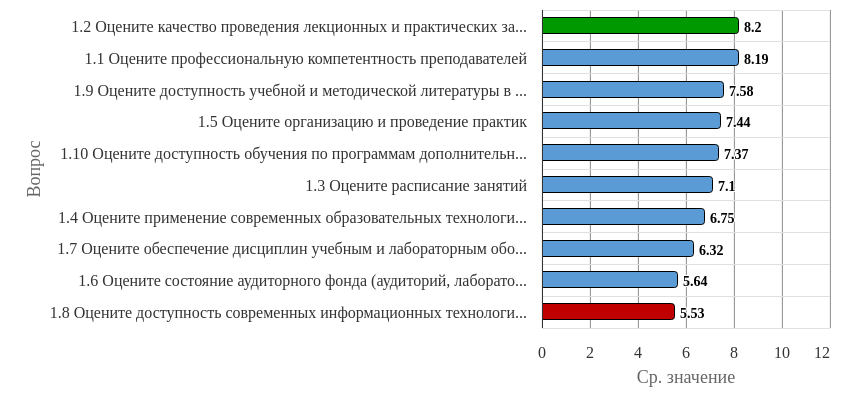 1.2 Оцените качество проведения лекционных и практических за...
8.2
1.1 Оцените профессиональную компетентность преподавателей
8.19
1.9 Оцените доступность учебной и методической литературы в ...
7.58
1.5 Оцените организацию и проведение практик
7.44
1.10 Оцените доступность обучения по программам дополнительн...
7.37
1.3 Оцените расписание занятий
7.1
1.4 Оцените применение современных образовательных технологи...
6.75
1.7 Оцените обеспечение дисциплин учебным и лабораторным обо...
6.32
1.6 Оцените состояние аудиторного фонда (аудиторий, лаборато...
5.64
1.8 Оцените доступность современных информационных технологи...
5.53
Вопрос
0 2 4 6 8 10 12
Ср. значение